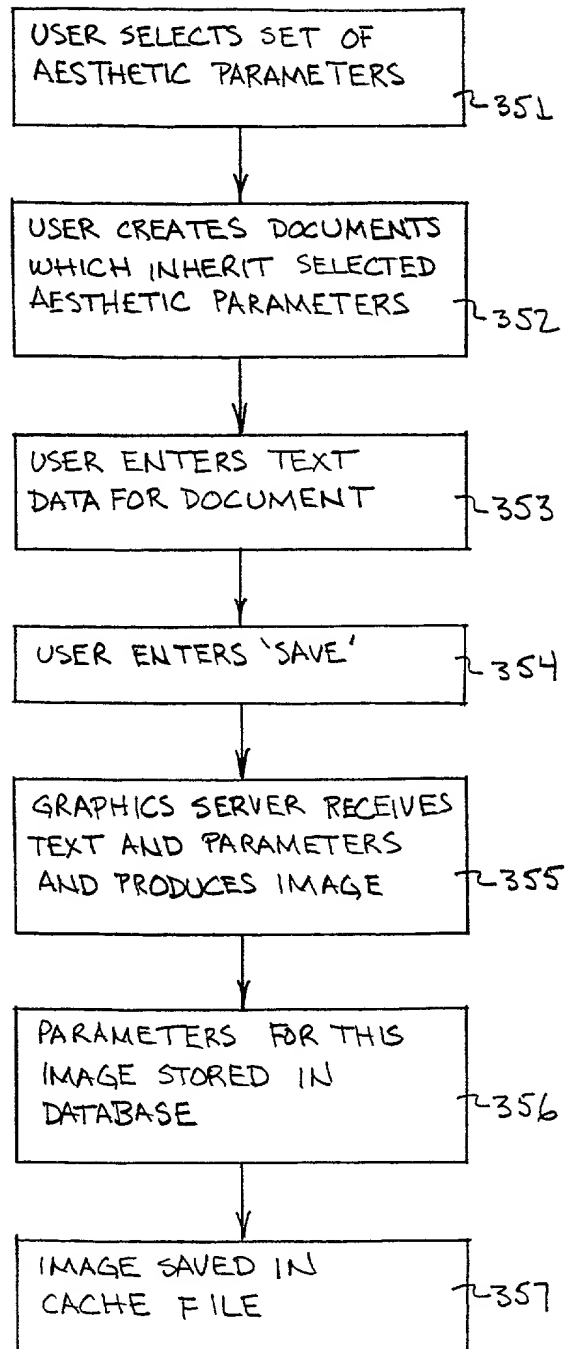 USER SELECTS SET OF
AESTHETIC PARAMETERS
351
USER CREATES DOCUMENTS
WHICH INHERIT SELECTED
AESTHETIC PARAMETERS
352
USER ENTERS TEXT
DATA FOR DOCUMENT
353
USER ENTERS 'SAVE'
354
GRAPHICS SERVER RECEIVES
TEXT AND PARAMETERS
AND PRODUCES IMAGE
355
PARAMETERS FOR THIS
IMAGE STORED IN
DATABASE
356
IMAGE SAVED IN
CACHE FILE
357